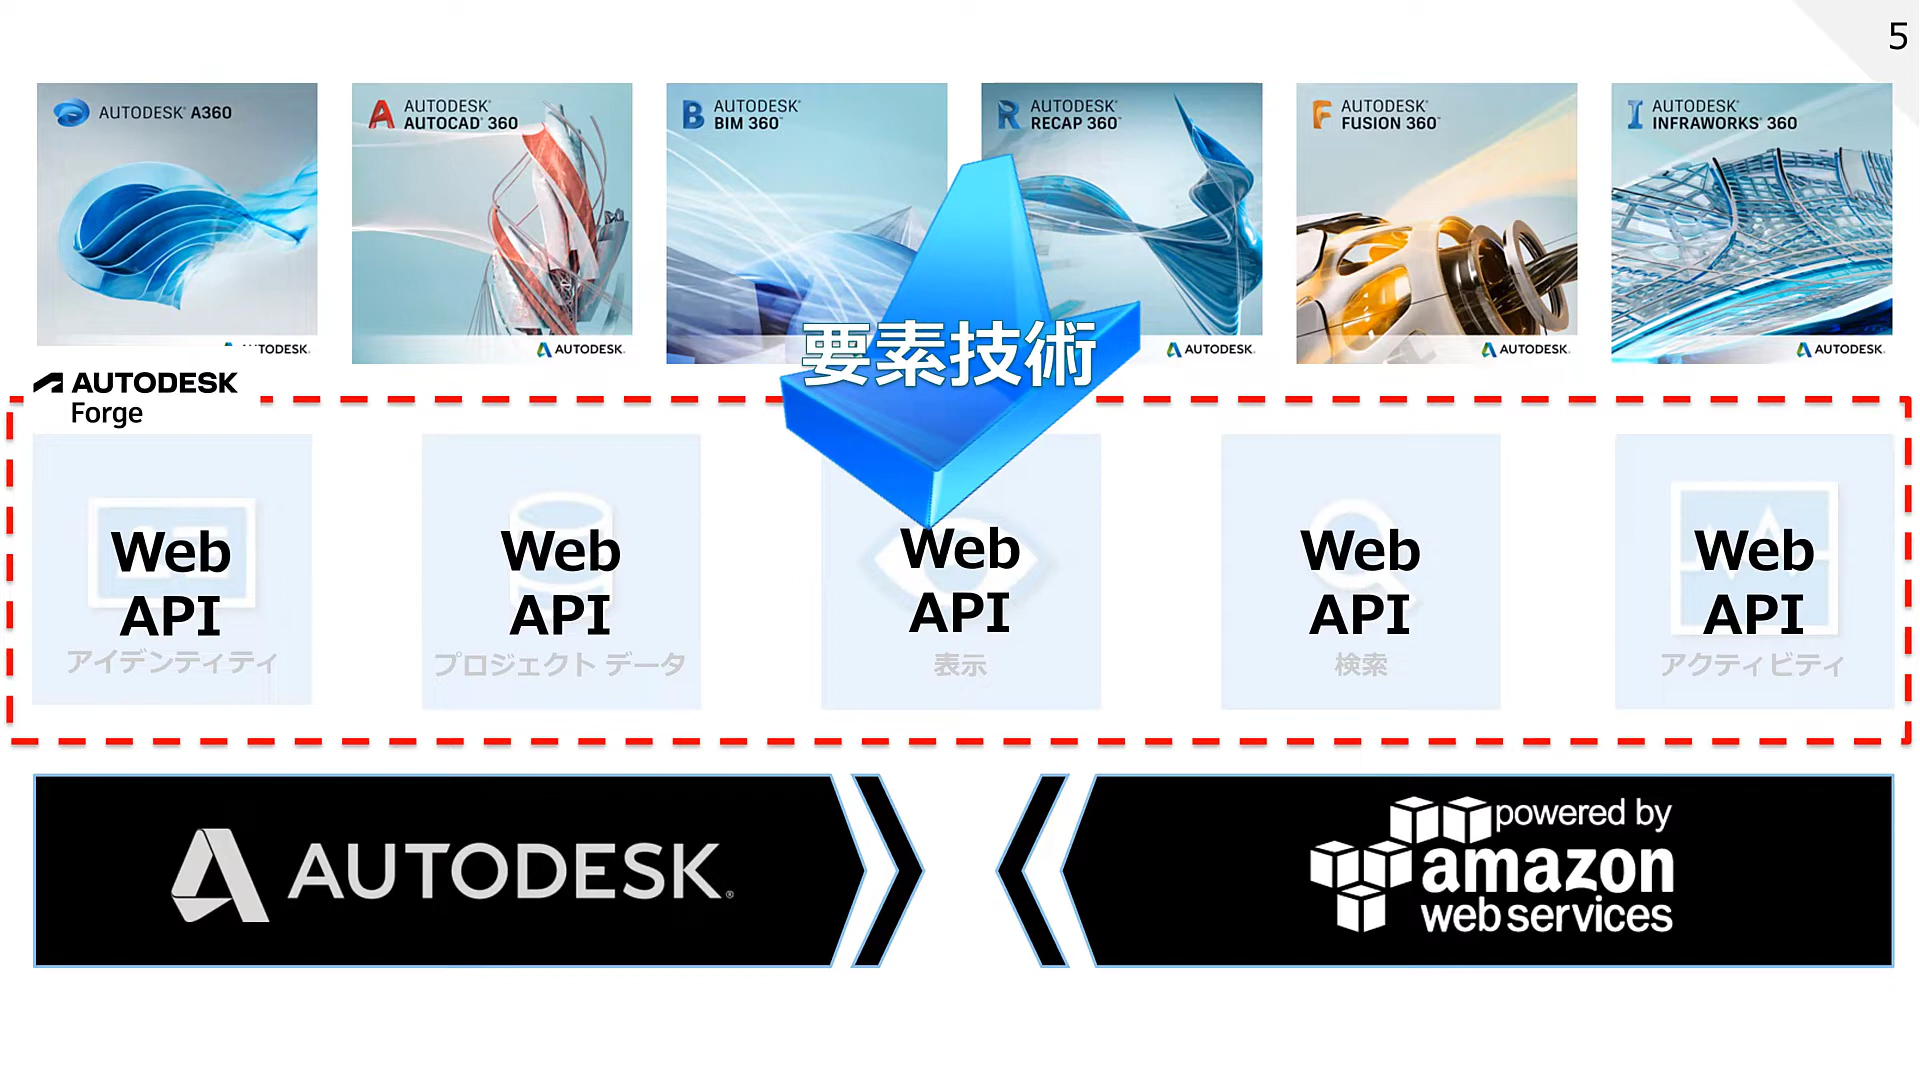 5
AUTODESK® A360
AUTODESK®
AUTOCAD® 360
AUTODESK®
BIM 360™
AUTODESK®
RECAP 360™
AUTODESK®
FUSION 360™
AUTODESK®
INFRAWORKS® 360
AUTODESK.
AUTODESK.
AUTODESK.
AUTODESK.
AUTODESK.
要素技術
AUTODESK
Forge
Web
API
アイデンティティ
Web
API
プロジェクト データ
Web
API
表示
Web
API
検索
Web
API
アクティビティ
AUTODESK®
powered by
amazon
web services